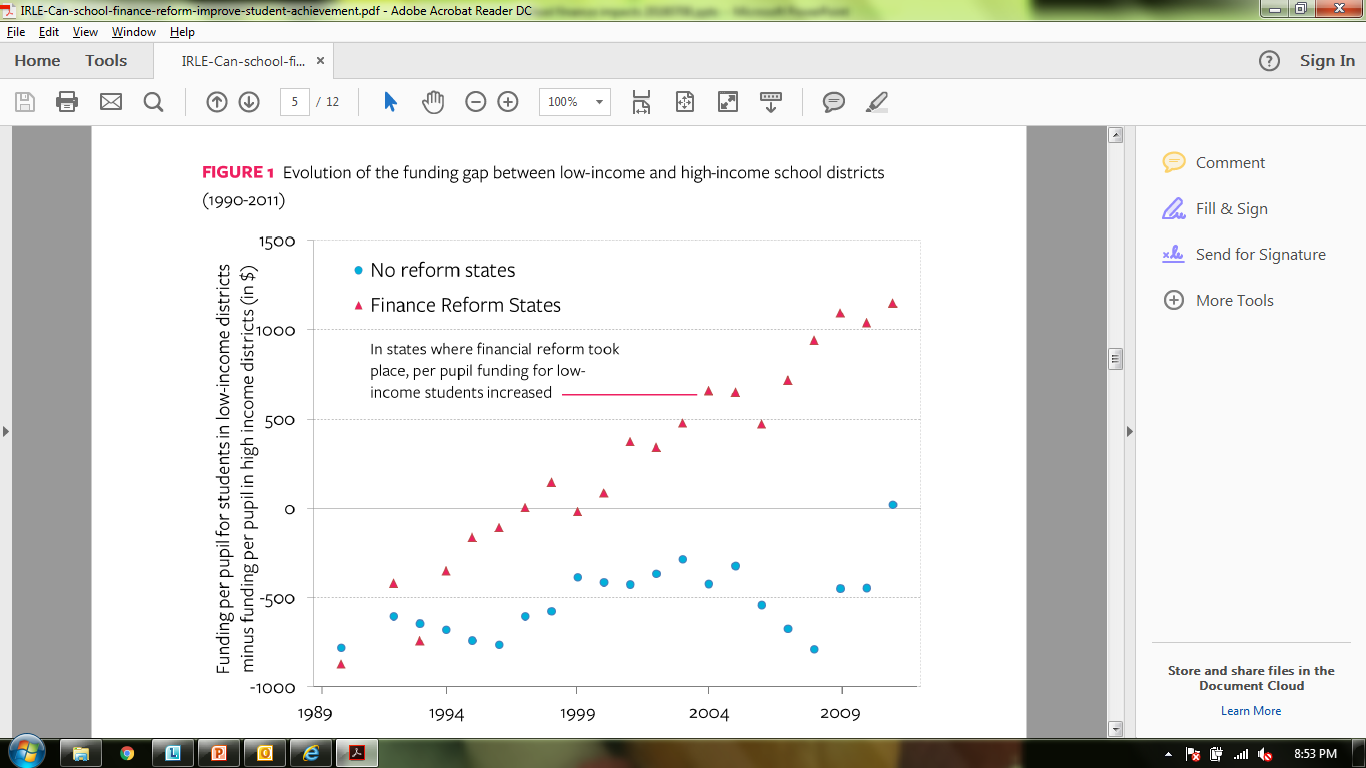 IRLE-Can-school-finance-reform-improve-student-achievement.pdf - Adobe Acrobat Reader DC
File Edit View Window Help
Home Tools IRLE-Can-school-fi... × ? Sign In
5 / 12 100%
FIGURE 1 Evolution of the funding gap between low-income and high-income school districts
(1990-2011)
Funding per pupil for students in low-income districts
minus funding per pupil in high income districts (in $)
1500
1000
500
0
-500
-1000
No reform states
Finance Reform States
In states where financial reform took
place, per pupil funding for low-
income students increased
1989 1994 1999 2004 2009
Comment
Fill & Sign
Send for Signature
More Tools
Store and share files in the
Document Cloud
Learn More
8:53 PM